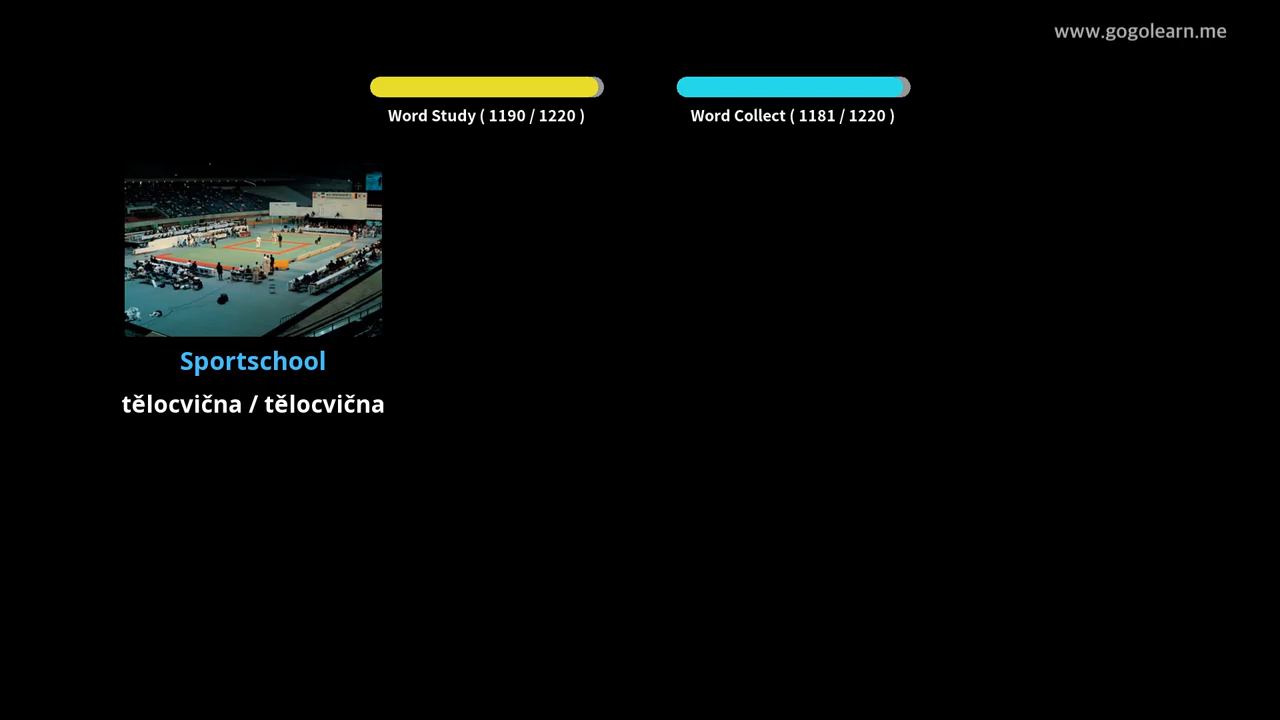 www.gogolearn.me
Word Study ( 1190 / 1220 )
Word Collect ( 1181 / 1220 )
Sportschool
tělocvična / tělocvična